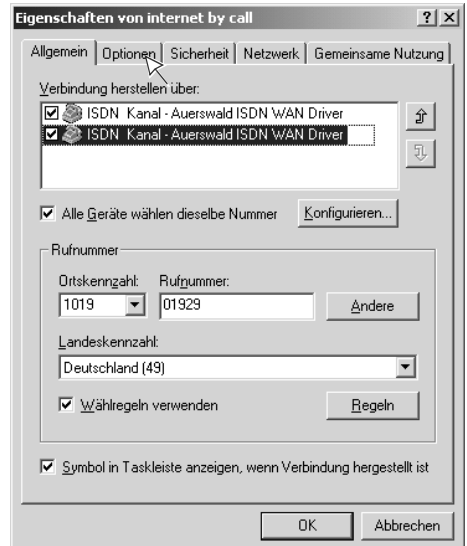 Eigenschaften von internet by call
Allgemein Optionen Sicherheit Netzwerk Gemeinsame Nutzung
Verbindung herstellen über:
ISDN Kanal - Auerswald ISDN WAN Driver
ISDN Kanal - Auerswald ISDN WAN Driver
Alle Geräte wählen dieselbe Nummer Konfigurieren...
Rufnummer
Ortskennzahl: Rufnummer:
1019 01929 Andere
Landeskennzahl:
Deutschland (49)
Wählregeln verwenden Regeln
Symbol in Taskleiste anzeigen, wenn Verbindung hergestellt ist
OK Abbrechen